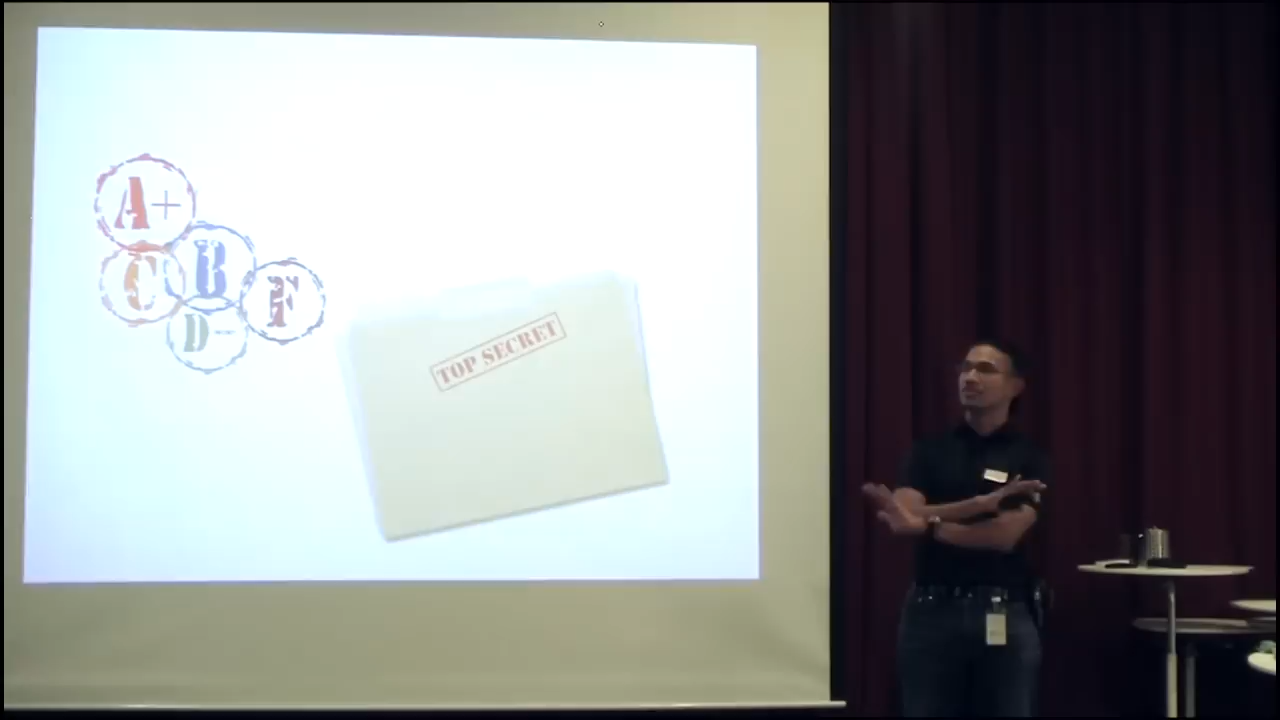 A+
B
C
F
D-
TOP SECRET